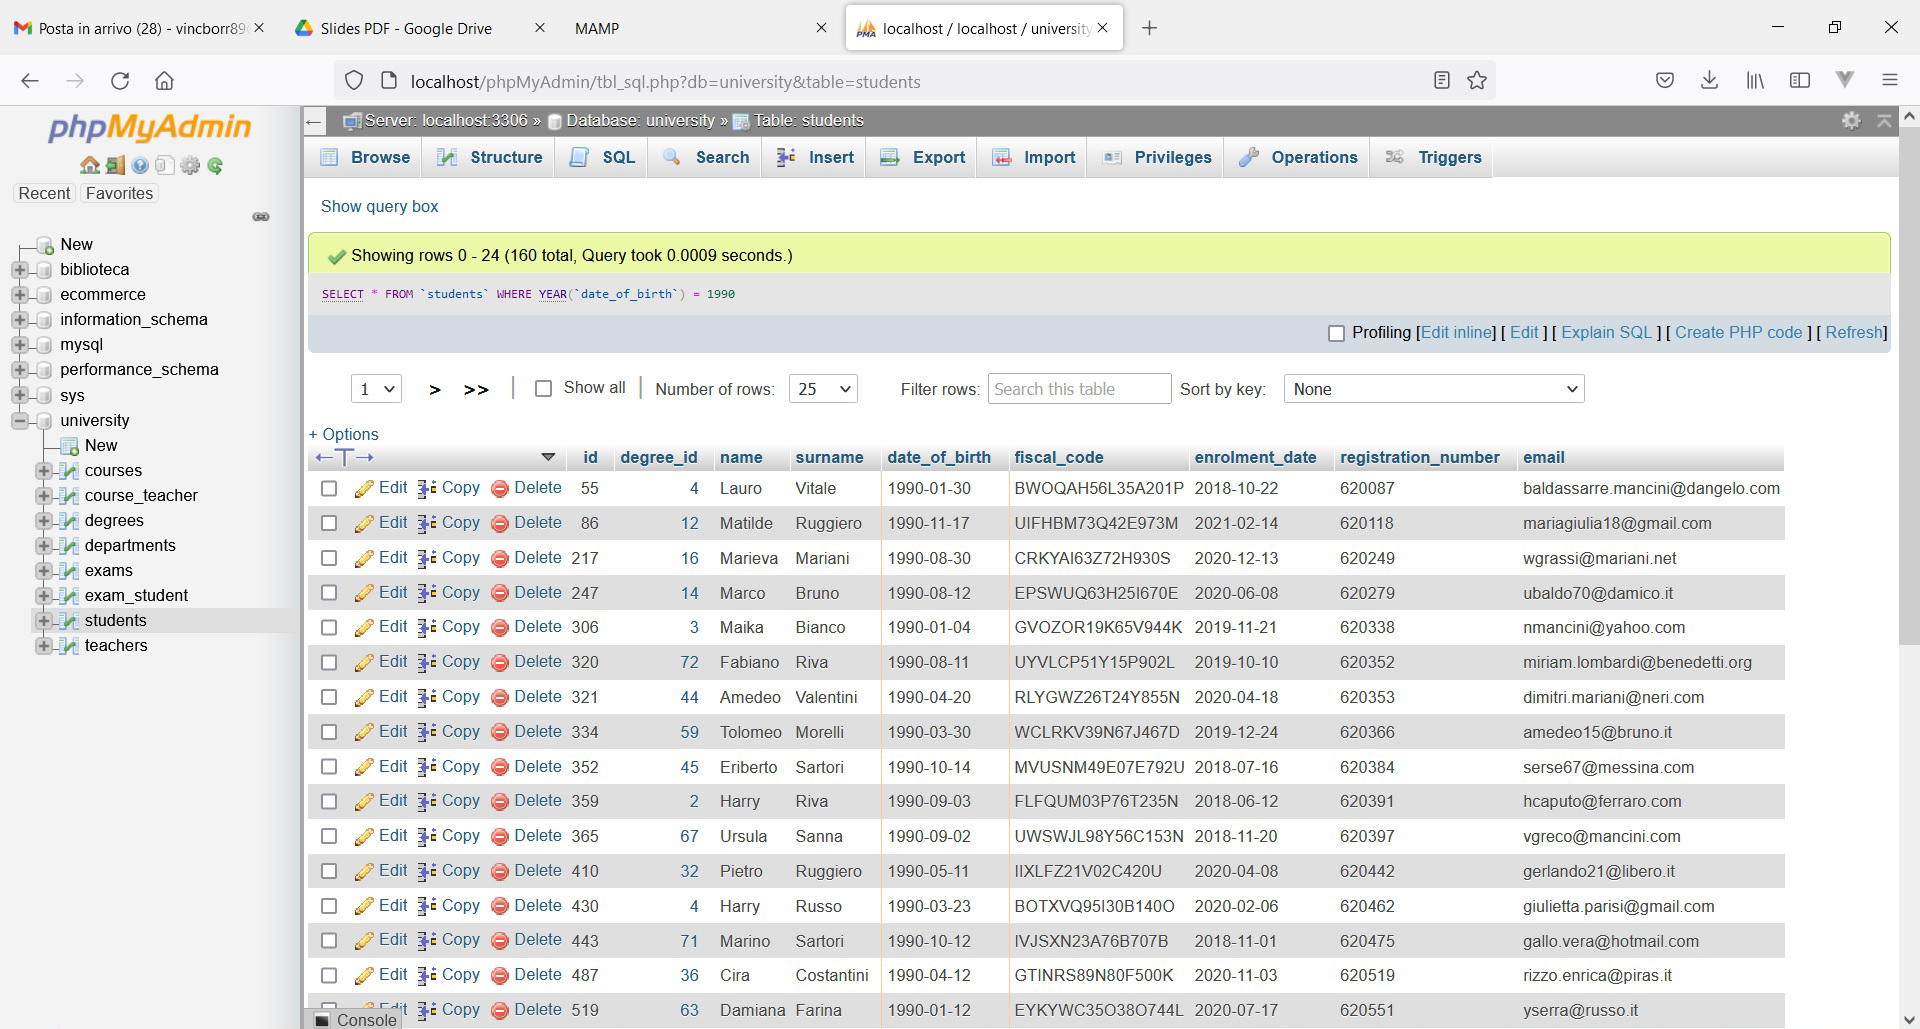 Posta in arrivo (28) - vincborr89
Slides PDF - Google Drive
MAMP
localhost / localhost / university
localhost/phpMyAdmin/tbl_sql.php?db=university&table=students
phpMyAdmin
Recent Favorites
New
biblioteca
ecommerce
information_schema
mysql
performance_schema
sys
university
New
courses
course_teacher
degrees
departments
exams
exam_student
students
teachers
Server: localhost:3306 » Database: university » Table: students
Browse Structure SQL Search Insert Export Import Privileges Operations Triggers
Show query box
Showing rows 0 - 24 (160 total, Query took 0.0009 seconds.)
SELECT * FROM `students` WHERE YEAR(`date_of_birth`) = 1990
Profiling [Edit inline] [ Edit ] [ Explain SQL ] [ Create PHP code ] [ Refresh]
1 > >> | Show all | Number of rows: 25 Filter rows: Search this table Sort by key: None
+ Options
←T→ id degree_id name surname date_of_birth fiscal_code enrolment_date registration_number email
Edit Copy Delete 55 4 Lauro Vitale 1990-01-30 BWOQAH56L35A201P 2018-10-22 620087 baldassarre.mancini@dangelo.com
Edit Copy Delete 86 12 Matilde Ruggiero 1990-11-17 UIFHBM73Q42E973M 2021-02-14 620118 mariagiulia18@gmail.com
Edit Copy Delete 217 16 Marieva Mariani 1990-08-30 CRKYAI63Z72H930S 2020-12-13 620249 wgrassi@mariani.net
Edit Copy Delete 247 14 Marco Bruno 1990-08-12 EPSWUQ63H25I670E 2020-06-08 620279 ubaldo70@damico.it
Edit Copy Delete 306 3 Maika Bianco 1990-01-04 GVOZOR19K65V944K 2019-11-21 620338 nmancini@yahoo.com
Edit Copy Delete 320 72 Fabiano Riva 1990-08-11 UYVLCP51Y15P902L 2019-10-10 620352 miriam.lombardi@benedetti.org
Edit Copy Delete 321 44 Amedeo Valentini 1990-04-20 RLYGWZ26T24Y855N 2020-04-18 620353 dimitri.mariani@neri.com
Edit Copy Delete 334 59 Tolomeo Morelli 1990-03-30 WCLRKV39N67J467D 2019-12-24 620366 amedeo15@bruno.it
Edit Copy Delete 352 45 Eriberto Sartori 1990-10-14 MVUSNM49E07E792U 2018-07-16 620384 serse67@messina.com
Edit Copy Delete 359 2 Harry Riva 1990-09-03 FLFQUM03P76T235N 2018-06-12 620391 hcaputo@ferraro.com
Edit Copy Delete 365 67 Ursula Sanna 1990-09-02 UWSWJL98Y56C153N 2018-11-20 620397 vgreco@mancini.com
Edit Copy Delete 410 32 Pietro Ruggiero 1990-05-11 IIXLFZ21V02C420U 2020-04-08 620442 gerlando21@libero.it
Edit Copy Delete 430 4 Harry Russo 1990-03-23 BOTXVQ95I30B140O 2020-02-06 620462 giulietta.parisi@gmail.com
Edit Copy Delete 443 71 Marino Sartori 1990-10-12 IVJSXN23A76B707B 2018-11-01 620475 gallo.vera@hotmail.com
Edit Copy Delete 487 36 Cira Costantini 1990-04-12 GTINRS89N80F500K 2020-11-03 620519 rizzo.enrica@piras.it
Edit Copy Delete 519 63 Damiana Farina 1990-01-12 EYKYWC35O38O744L 2020-07-17 620551 yserra@russo.it
Console